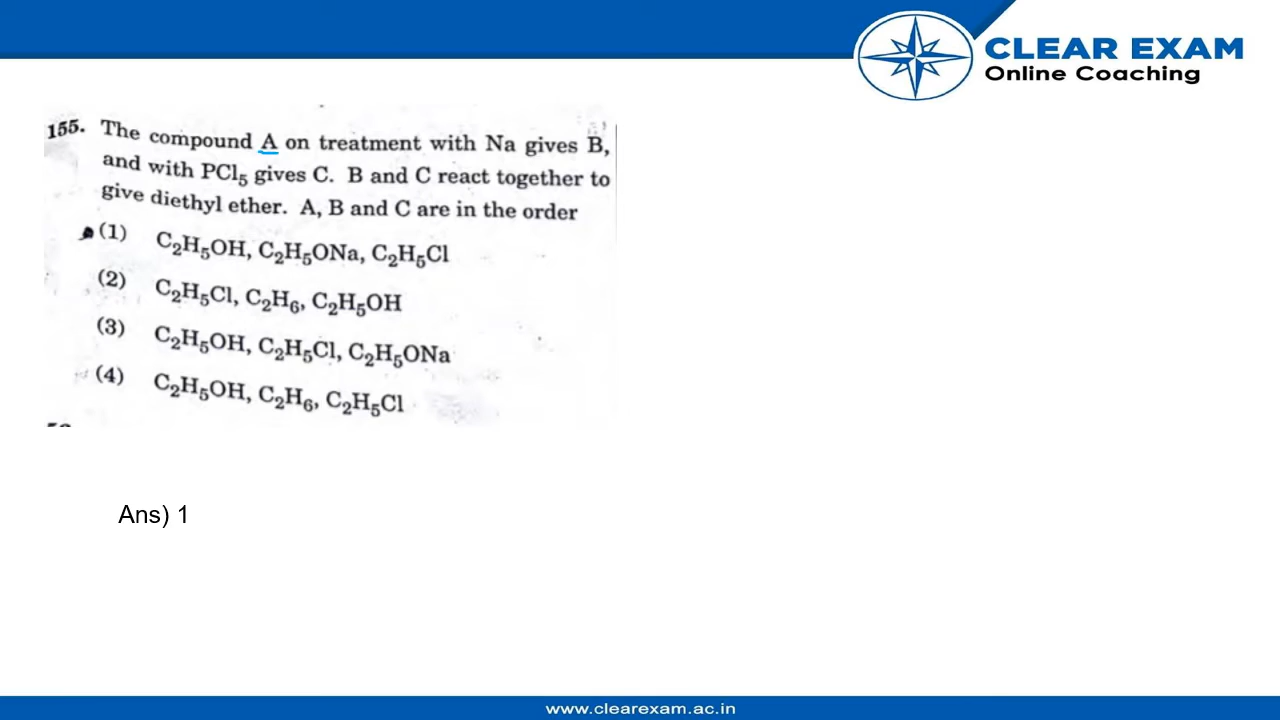 CLEAR EXAM
Online Coaching
155. The compound A on treatment with Na gives B,
and with PCl₅ gives C. B and C react together to
give diethyl ether. A, B and C are in the order
(1) C₂H₅OH, C₂H₅ONa, C₂H₅Cl
(2) C₂H₅Cl, C₂H₆, C₂H₅OH
(3) C₂H₅OH, C₂H₅Cl, C₂H₅ONa
(4) C₂H₅OH, C₂H₆, C₂H₅Cl
Ans) 1
www.clearexam.ac.in